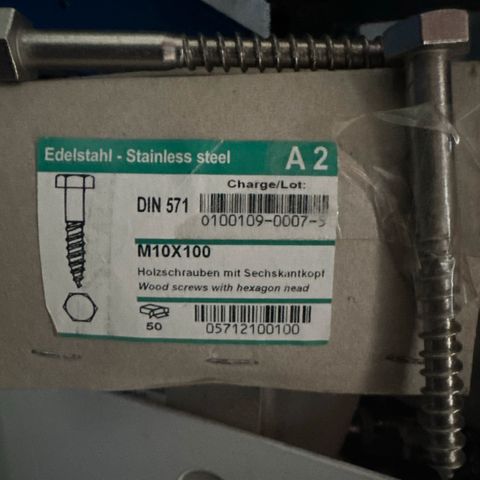 Edelstahl - Stainless steel A 2
Charge/Lot:
DIN 571
0100109-0007-
M10X100
Holzschrauben mit Sechskantkopf
Wood screws with hexagon head
50
05712100100